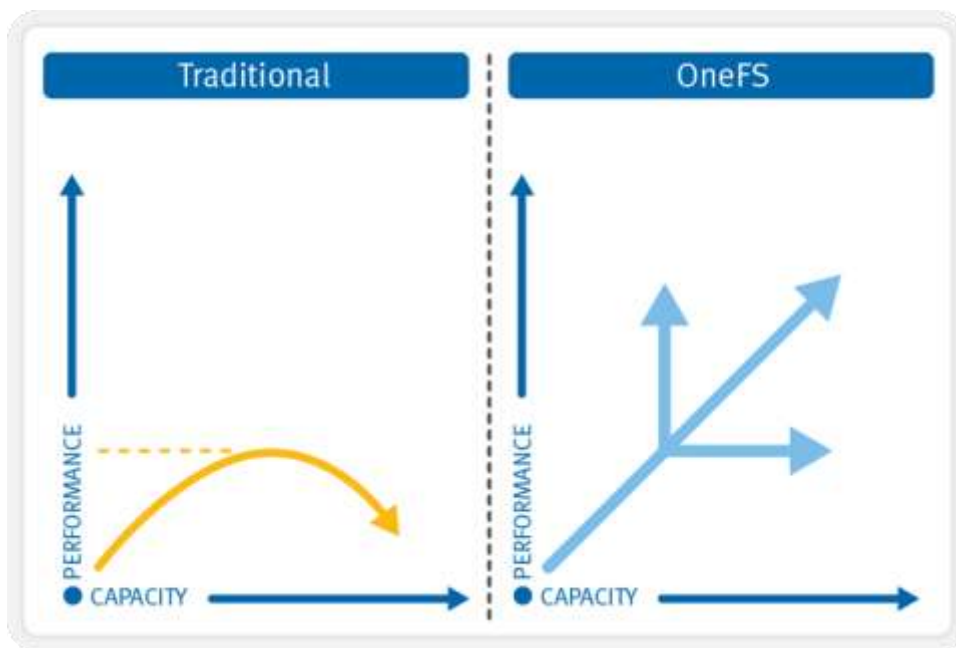 Traditional
PERFORMANCE
CAPACITY
OneFS
PERFORMANCE
CAPACITY